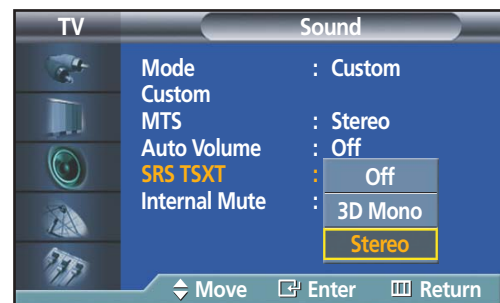 TV Sound
Mode : Custom
Custom
MTS : Stereo
Auto Volume : Off
SRS TSXT : Off
Internal Mute : 3D Mono
Stereo
Move Enter Return